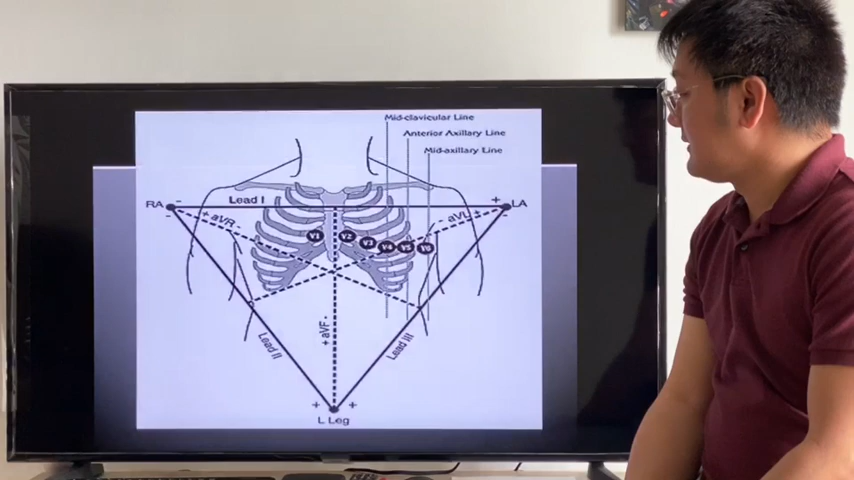 Mid-clavicular Line
Anterior Axillary Line
Mid-axillary Line
RA - Lead I + LA
- + aVR - - aVL + -
V1 V2 V3 V4 V5 V6
+ aVF -
Lead II Lead III
+ +
L Leg